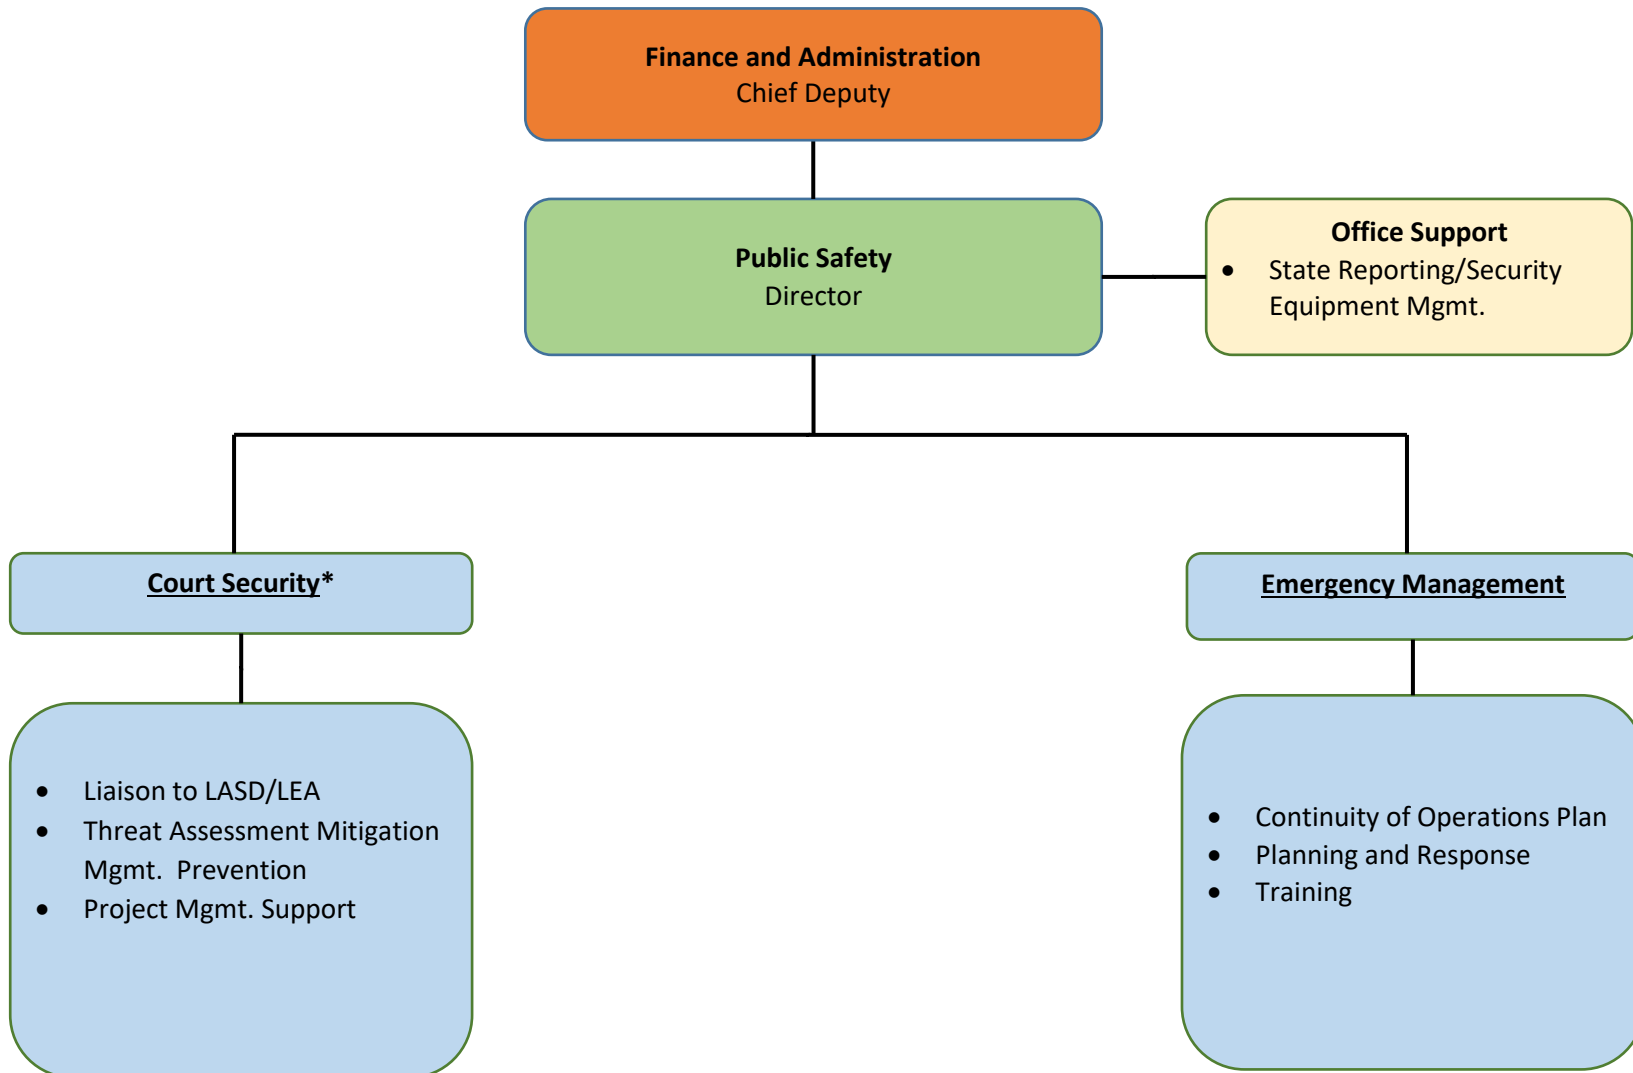 Finance and Administration
Chief Deputy
Public Safety
Director
Office Support
• State Reporting/Security
Equipment Mgmt.
Court Security*
Emergency Management
• Liaison to LASD/LEA
• Threat Assessment Mitigation
Mgmt.  Prevention
• Project Mgmt. Support
• Continuity of Operations Plan
• Planning and Response
• Training